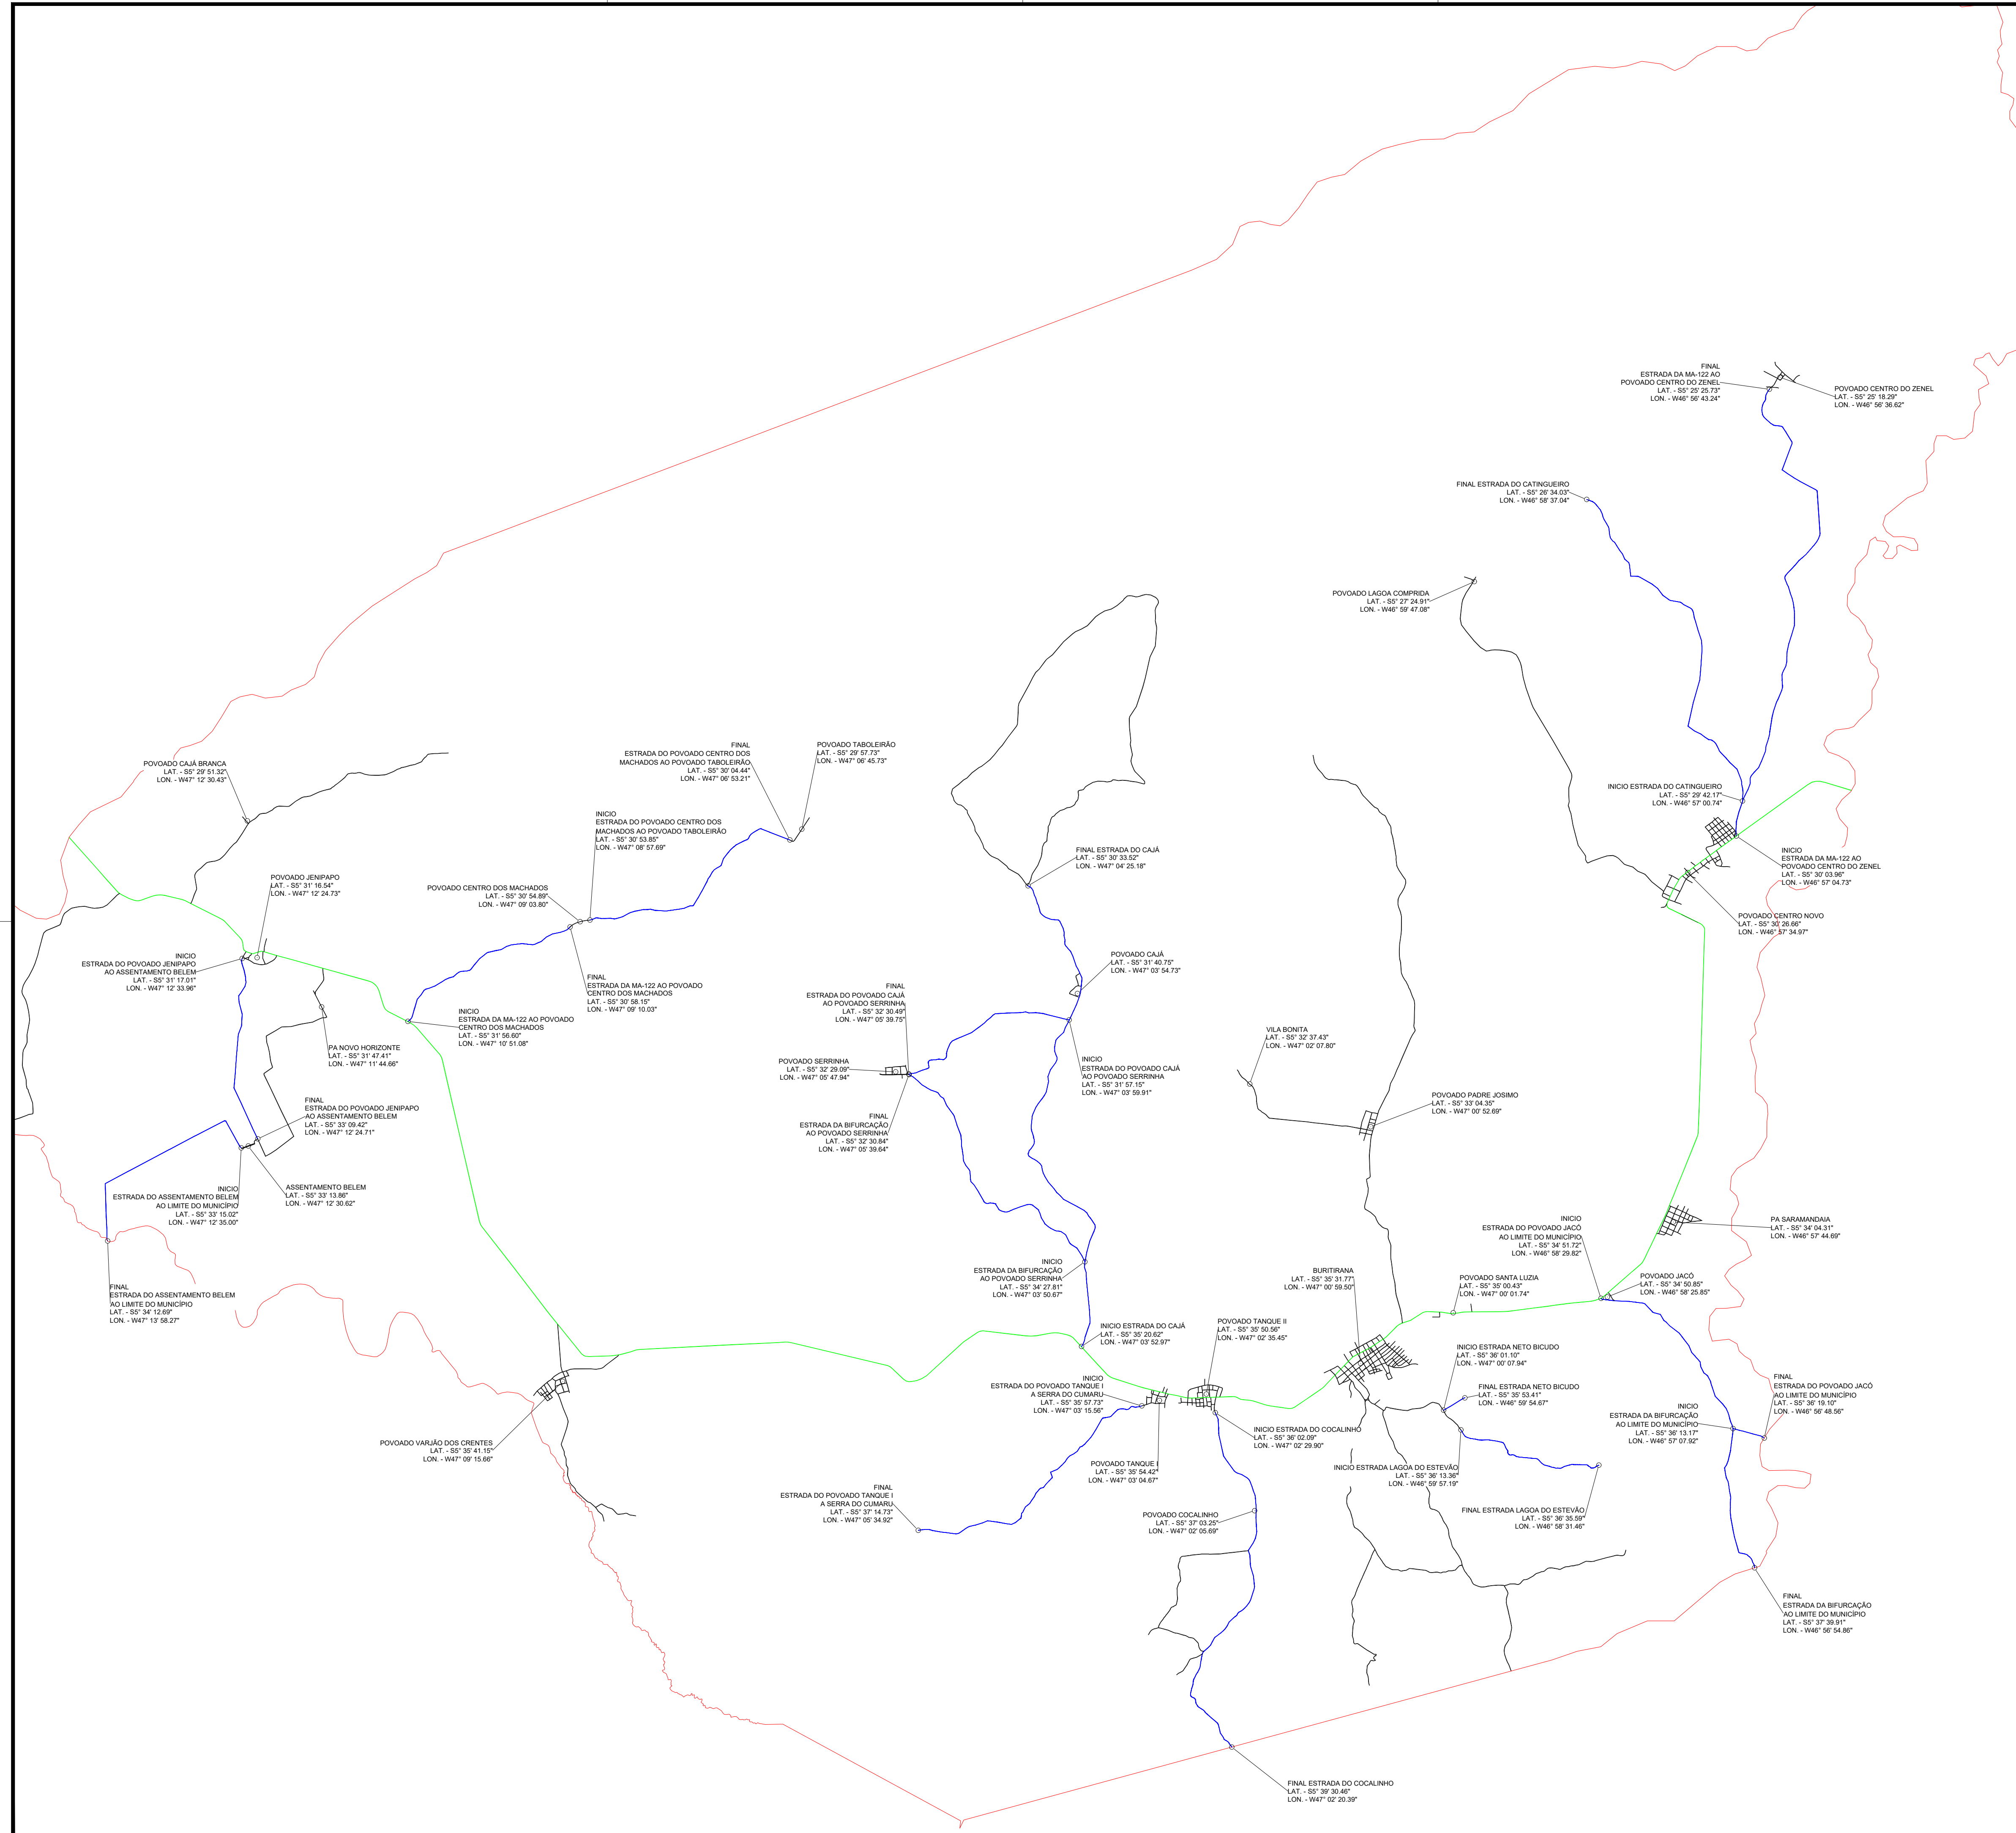 FINAL
ESTRADA DA MA-122 AO
POVOADO CENTRO DO ZENEL
LAT. - S5° 25' 25.73"
LON. - W46° 56' 43.24"
POVOADO CENTRO DO ZENEL
LAT. - S5° 25' 18.29"
LON. - W46° 56' 36.62"
FINAL ESTRADA DO CATINGUEIRO
LAT. - S5° 26' 34.03"
LON. - W46° 58' 37.04"
POVOADO LAGOA COMPRIDA
LAT. - S5° 27' 24.91"
LON. - W46° 59' 47.08"
FINAL
ESTRADA DO POVOADO CENTRO DOS
MACHADOS AO POVOADO TABOLEIRÃO
LAT. - S5° 30' 04.44"
LON. - W47° 06' 53.21"
POVOADO TABOLEIRÃO
LAT. - S5° 29' 57.73"
LON. - W47° 06' 45.73"
POVOADO CAJÁ BRANCA
LAT. - S5° 29' 51.32"
LON. - W47° 12' 30.43"
INICIO ESTRADA DO CATINGUEIRO
LAT. - S5° 29' 42.17"
LON. - W46° 57' 00.74"
INICIO
ESTRADA DO POVOADO CENTRO DOS
MACHADOS AO POVOADO TABOLEIRÃO
LAT. - S5° 30' 53.85"
LON. - W47° 08' 57.69"
FINAL ESTRADA DO CAJÁ
LAT. - S5° 30' 33.52"
LON. - W47° 04' 25.18"
INICIO
ESTRADA DA MA-122 AO
POVOADO CENTRO DO ZENEL
LAT. - S5° 30' 03.96"
LON. - W46° 57' 04.73"
POVOADO JENIPAPO
LAT. - S5° 31' 16.54"
LON. - W47° 12' 24.73"
POVOADO CENTRO DOS MACHADOS
LAT. - S5° 30' 54.89"
LON. - W47° 09' 03.80"
POVOADO CENTRO NOVO
LAT. - S5° 30' 26.66"
LON. - W46° 57' 34.97"
INICIO
ESTRADA DO POVOADO JENIPAPO
AO ASSENTAMENTO BELEM
LAT. - S5° 31' 17.01"
LON. - W47° 12' 33.96"
POVOADO CAJÁ
LAT. - S5° 31' 40.75"
LON. - W47° 03' 54.73"
FINAL
ESTRADA DA MA-122 AO POVOADO
CENTRO DOS MACHADOS
LAT. - S5° 30' 58.15"
LON. - W47° 09' 10.03"
FINAL
ESTRADA DO POVOADO CAJÁ
AO POVOADO SERRINHA
LAT. - S5° 32' 30.49"
LON. - W47° 05' 39.75"
INICIO
ESTRADA DA MA-122 AO POVOADO
CENTRO DOS MACHADOS
LAT. - S5° 31' 56.60"
LON. - W47° 10' 51.08"
VILA BONITA
LAT. - S5° 32' 37.43"
LON. - W47° 02' 07.80"
PA NOVO HORIZONTE
LAT. - S5° 31' 47.41"
LON. - W47° 11' 44.66"
POVOADO SERRINHA
LAT. - S5° 32' 29.09"
LON. - W47° 05' 47.94"
INICIO
ESTRADA DO POVOADO CAJÁ
AO POVOADO SERRINHA
LAT. - S5° 31' 57.15"
LON. - W47° 03' 59.91"
POVOADO PADRE JOSIMO
LAT. - S5° 33' 04.35"
LON. - W47° 00' 52.69"
FINAL
ESTRADA DO POVOADO JENIPAPO
AO ASSENTAMENTO BELEM
LAT. - S5° 33' 09.42"
LON. - W47° 12' 24.71"
FINAL
ESTRADA DA BIFURCAÇÃO
AO POVOADO SERRINHA
LAT. - S5° 32' 30.84"
LON. - W47° 05' 39.64"
INICIO
ESTRADA DO ASSENTAMENTO BELEM
AO LIMITE DO MUNICÍPIO
LAT. - S5° 33' 15.02"
LON. - W47° 12' 35.00"
ASSENTAMENTO BELEM
LAT. - S5° 33' 13.86"
LON. - W47° 12' 30.62"
INICIO
ESTRADA DO POVOADO JACÓ
AO LIMITE DO MUNICÍPIO
LAT. - S5° 34' 51.72"
LON. - W46° 58' 29.82"
PA SARAMANDAIA
LAT. - S5° 34' 04.31"
LON. - W46° 57' 44.69"
INICIO
ESTRADA DA BIFURCAÇÃO
AO POVOADO SERRINHA
LAT. - S5° 34' 27.81"
LON. - W47° 03' 50.67"
BURITIRANA
LAT. - S5° 35' 31.77"
LON. - W47° 00' 59.50"
POVOADO SANTA LUZIA
LAT. - S5° 35' 00.43"
LON. - W47° 00' 01.74"
POVOADO JACÓ
LAT. - S5° 34' 50.85"
LON. - W46° 58' 25.85"
FINAL
ESTRADA DO ASSENTAMENTO BELEM
AO LIMITE DO MUNICÍPIO
LAT. - S5° 34' 12.69"
LON. - W47° 13' 58.27"
INICIO ESTRADA DO CAJÁ
LAT. - S5° 35' 20.62"
LON. - W47° 03' 52.97"
POVOADO TANQUE II
LAT. - S5° 35' 50.56"
LON. - W47° 02' 35.45"
INICIO ESTRADA NETO BICUDO
LAT. - S5° 36' 01.10"
LON. - W47° 00' 07.94"
INICIO
ESTRADA DO POVOADO TANQUE I
A SERRA DO CUMARU
LAT. - S5° 35' 57.73"
LON. - W47° 03' 15.56"
FINAL ESTRADA NETO BICUDO
LAT. - S5° 35' 53.41"
LON. - W46° 59' 54.67"
FINAL
ESTRADA DO POVOADO JACÓ
AO LIMITE DO MUNICÍPIO
LAT. - S5° 36' 19.10"
LON. - W46° 56' 48.56"
INICIO
ESTRADA DA BIFURCAÇÃO
AO LIMITE DO MUNICÍPIO
LAT. - S5° 36' 13.17"
LON. - W46° 57' 07.92"
POVOADO VARJÃO DOS CRENTES
LAT. - S5° 35' 41.15"
LON. - W47° 09' 15.66"
INICIO ESTRADA DO COCALINHO
LAT. - S5° 36' 02.09"
LON. - W47° 02' 29.90"
POVOADO TANQUE I
LAT. - S5° 35' 54.42"
LON. - W47° 03' 04.67"
INICIO ESTRADA LAGOA DO ESTEVÃO
LAT. - S5° 36' 13.36"
LON. - W46° 59' 57.19"
FINAL
ESTRADA DO POVOADO TANQUE I
A SERRA DO CUMARU
LAT. - S5° 37' 14.73"
LON. - W47° 05' 34.92"
POVOADO COCALINHO
LAT. - S5° 37' 03.25"
LON. - W47° 02' 05.69"
FINAL ESTRADA LAGOA DO ESTEVÃO
LAT. - S5° 36' 35.59"
LON. - W46° 58' 31.46"
FINAL
ESTRADA DA BIFURCAÇÃO
AO LIMITE DO MUNICÍPIO
LAT. - S5° 37' 39.91"
LON. - W46° 56' 54.86"
FINAL ESTRADA DO COCALINHO
LAT. - S5° 39' 30.46"
LON. - W47° 02' 20.39"